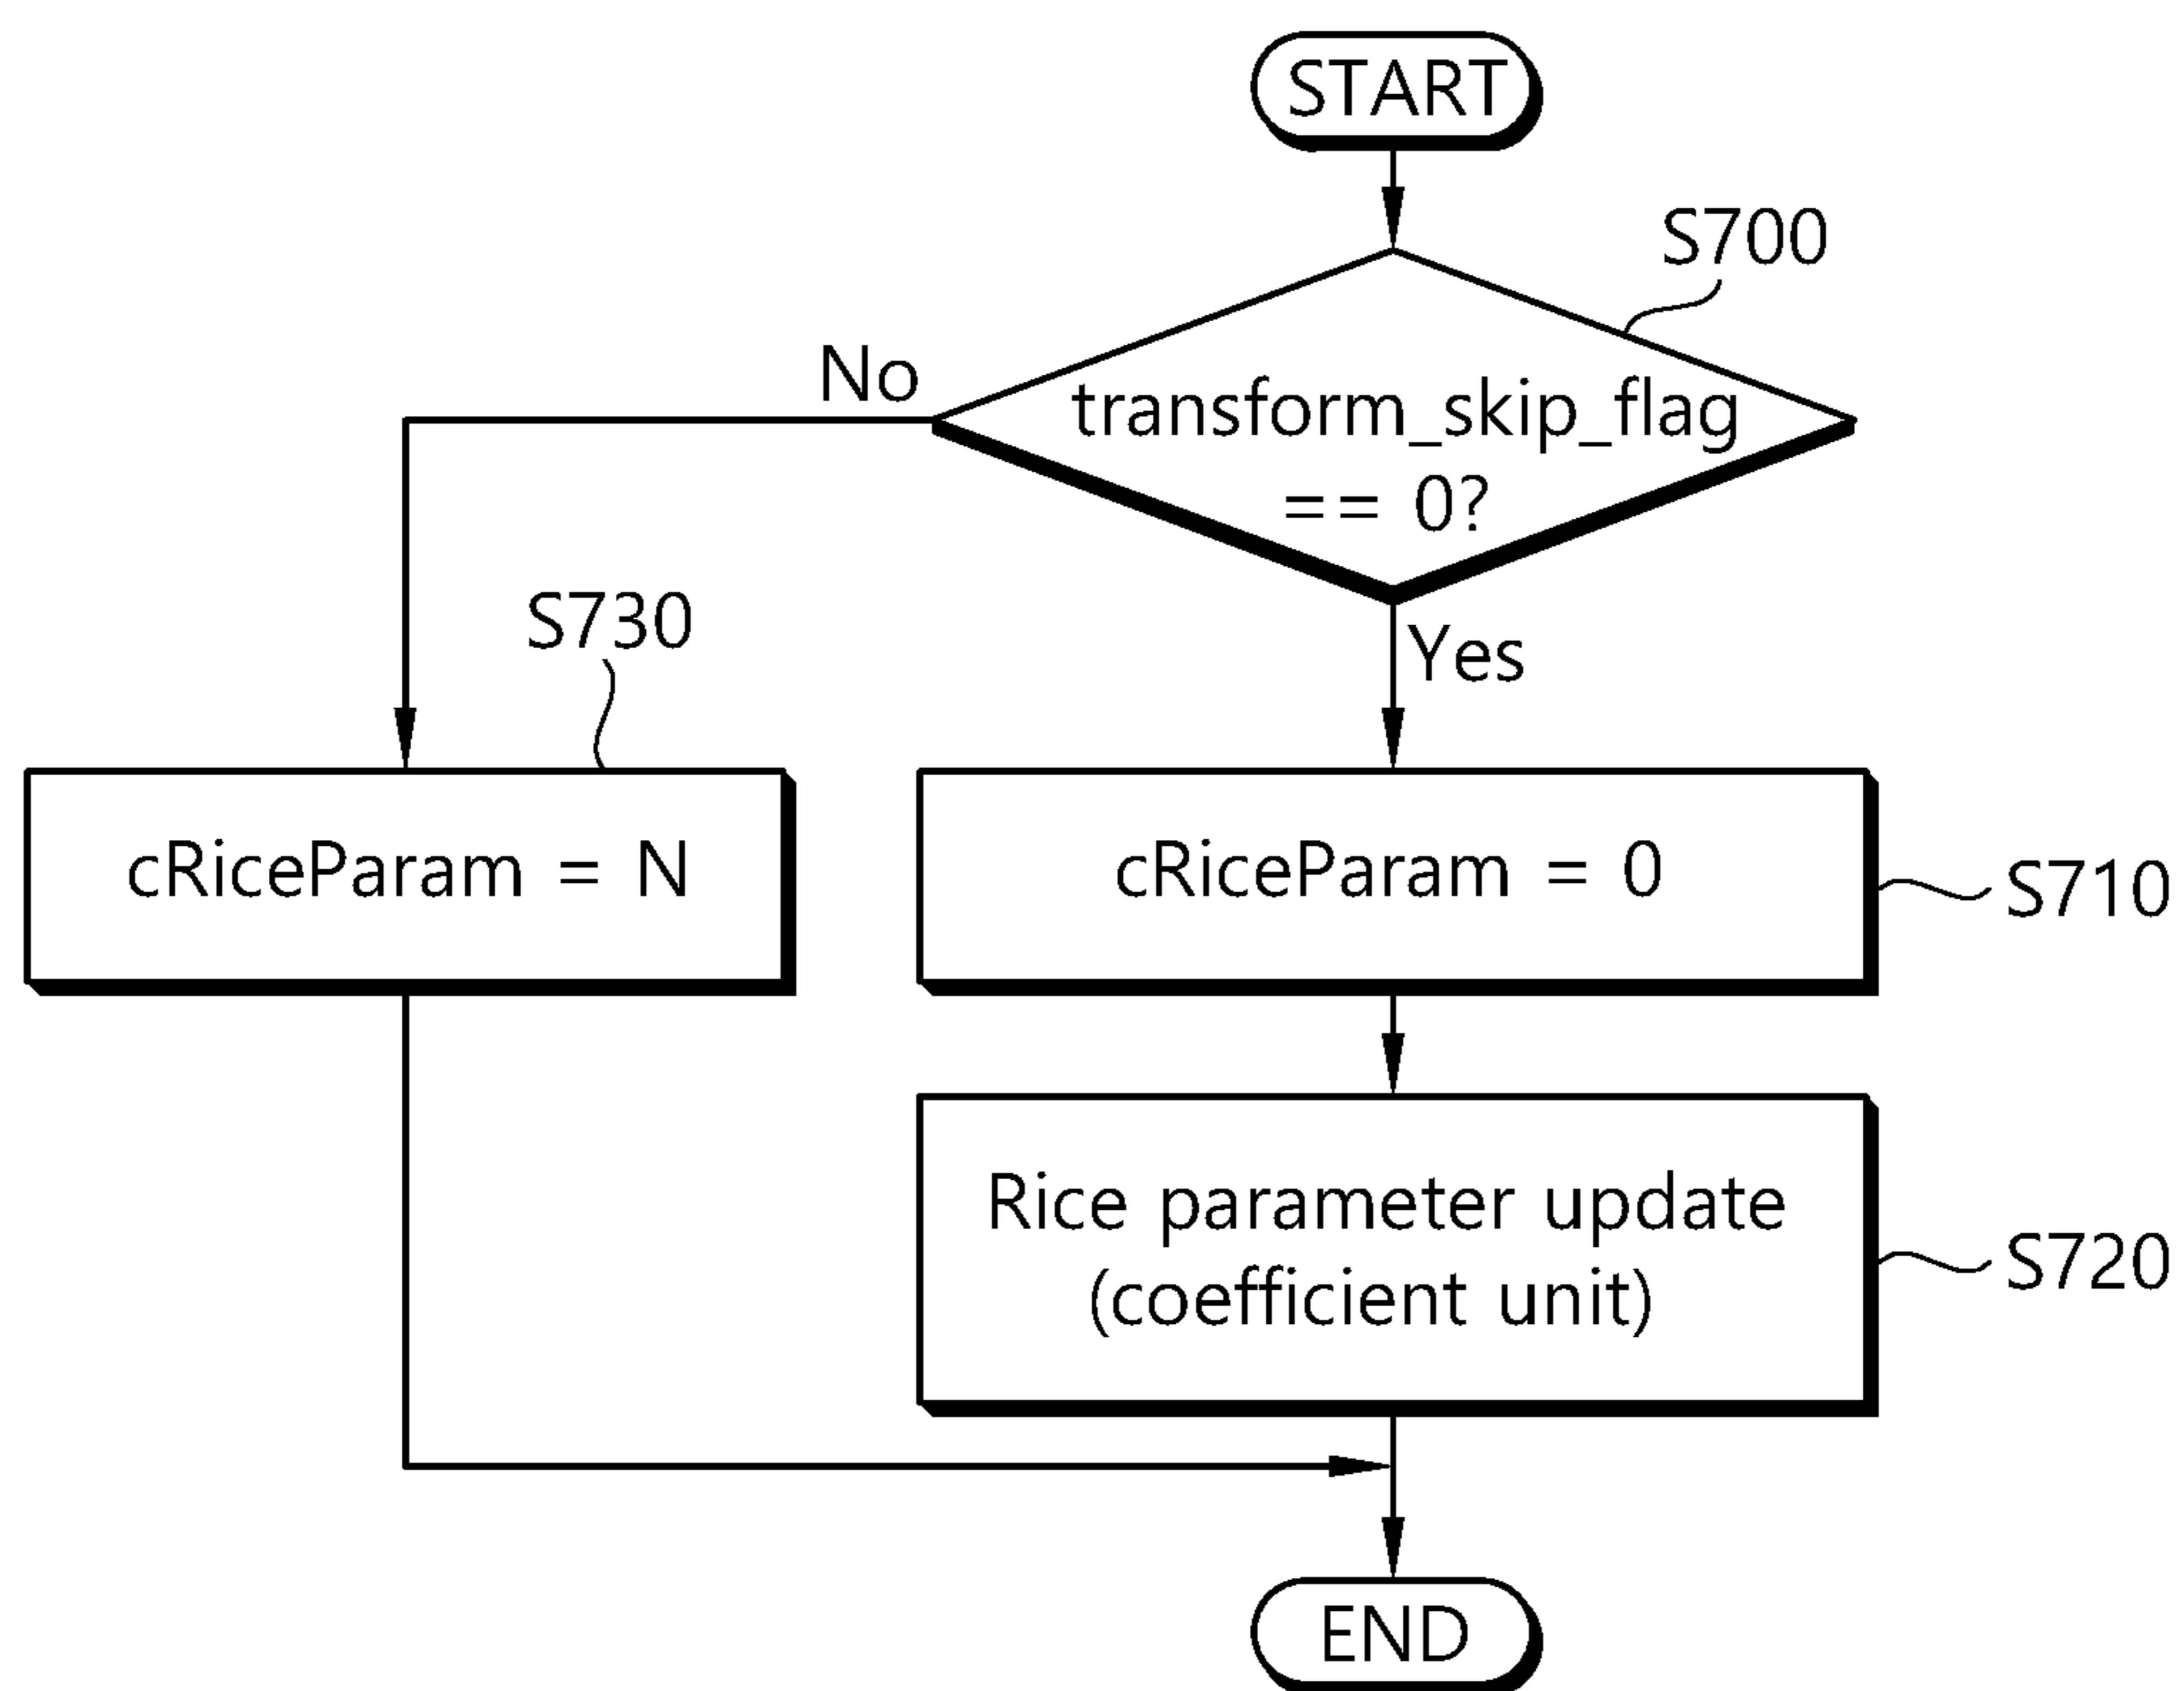 START
S700
No
transform_skip_flag
== 0?
S730
Yes
cRiceParam = N
cRiceParam = 0
S710
Rice parameter update
(coefficient unit)
S720
END